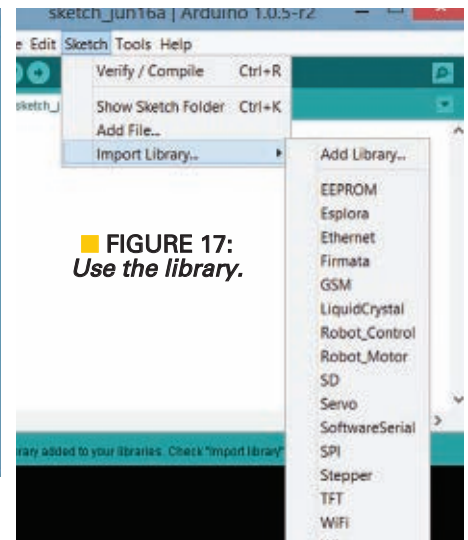 sketch_jun16a | Arduino 1.0.5-r2
e Edit Sketch Tools Help
Verify / Compile Ctrl+R
sketch_j
Show Sketch Folder Ctrl+K
Add File...
Import Library...
Add Library...
EEPROM
Esplora
Ethernet
Firmata
GSM
LiquidCrystal
Robot_Control
Robot_Motor
SD
Servo
SoftwareSerial
SPI
Stepper
TFT
WiFi
FIGURE 17:
Use the library.
rary added to your libraries. Check "Import library"